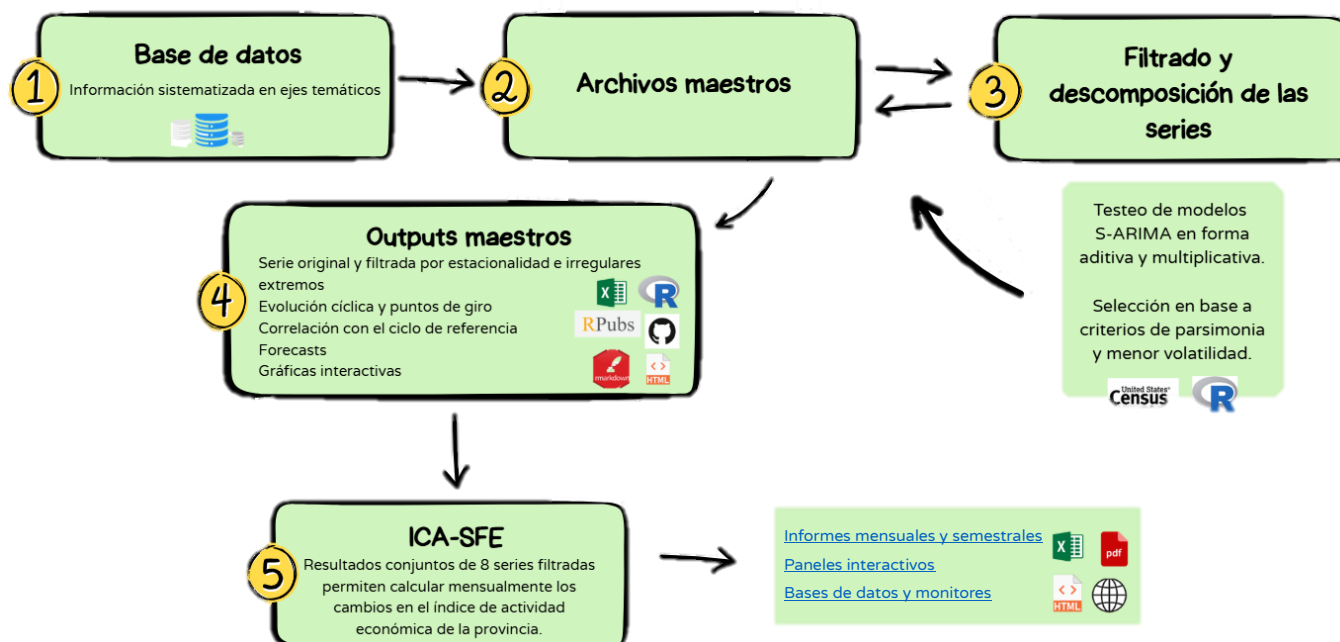 1
Base de datos
Información sistematizada en ejes temáticos
2
Archivos maestros
3
Filtrado y
descomposición de las
series
Testeo de modelos
S-ARIMA en forma
aditiva y multiplicativa.
Selección en base a
criterios de parsimonia
y menor volatilidad.
United States®
Census
R
4
Outputs maestros
Serie original y filtrada por estacionalidad e irregulares
extremos
Evolución cíclica y puntos de giro
Correlación con el ciclo de referencia
Forecasts
Gráficas interactivas
X
R
RPubs
rmarkdown
HTML
5
ICA-SFE
Resultados conjuntos de 8 series filtradas
permiten calcular mensualmente los
cambios en el índice de actividad
económica de la provincia.
Informes mensuales y semestrales
Paneles interactivos
Bases de datos y monitores
X
pdf
HTML